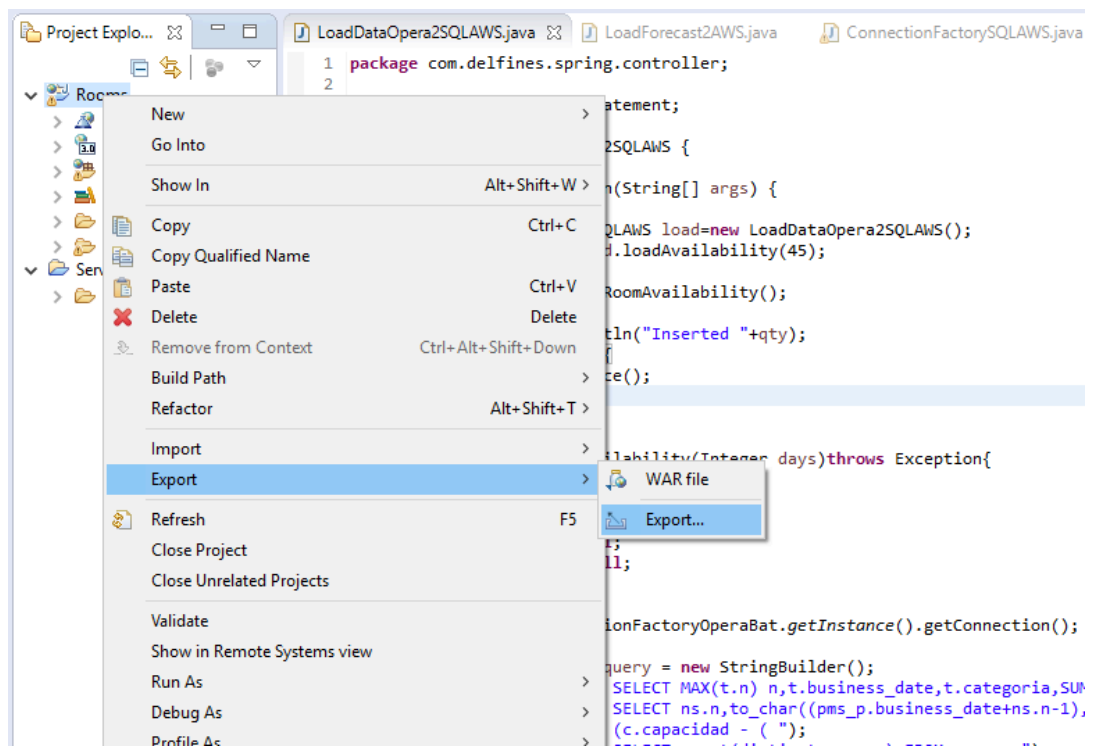 Project Explo...
LoadDataOpera2SQLAWS.java
LoadForecast2AWS.java
ConnectionFactorySQLAWS.java
Rooms
3.0
Serv
New
Go Into
Show In Alt+Shift+W
Copy Ctrl+C
Copy Qualified Name
Paste Ctrl+V
Delete Delete
Remove from Context Ctrl+Alt+Shift+Down
Build Path
Refactor Alt+Shift+T
Import
Export
Refresh F5
Close Project
Close Unrelated Projects
Validate
Show in Remote Systems view
Run As
Debug As
Profile As
WAR file
Export...
1 package com.delfines.spring.controller;
2
atement;
2SQLAWS {
n(String[] args) {
QLAWS load=new LoadDataOpera2SQLAWS();
d.loadAvailability(45);
RoomAvailability();
tln("Inserted "+qty);
{
ce();
ilability(Integer days)throws Exception{
l;
ll;
ionFactoryOperaBat.getInstance().getConnection();
query = new StringBuilder();
SELECT MAX(t.n) n,t.business_date,t.categoria,SUM
SELECT ns.n,to_char((pms_p.business_date+ns.n-1),
(c.capacidad - ( ");